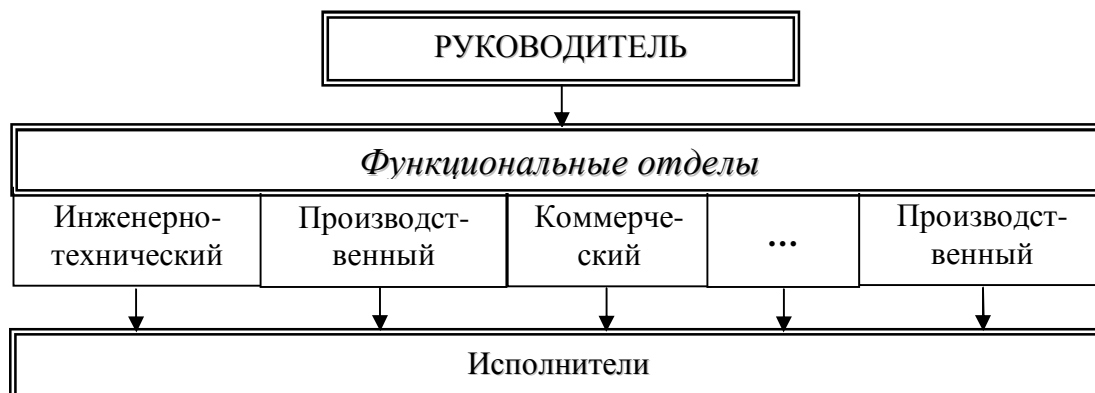 РУКОВОДИТЕЛЬ
Функциональные отделы
Инженерно-
технический
Производст-
венный
Коммерче-
ский
...
Производст-
венный
Исполнители